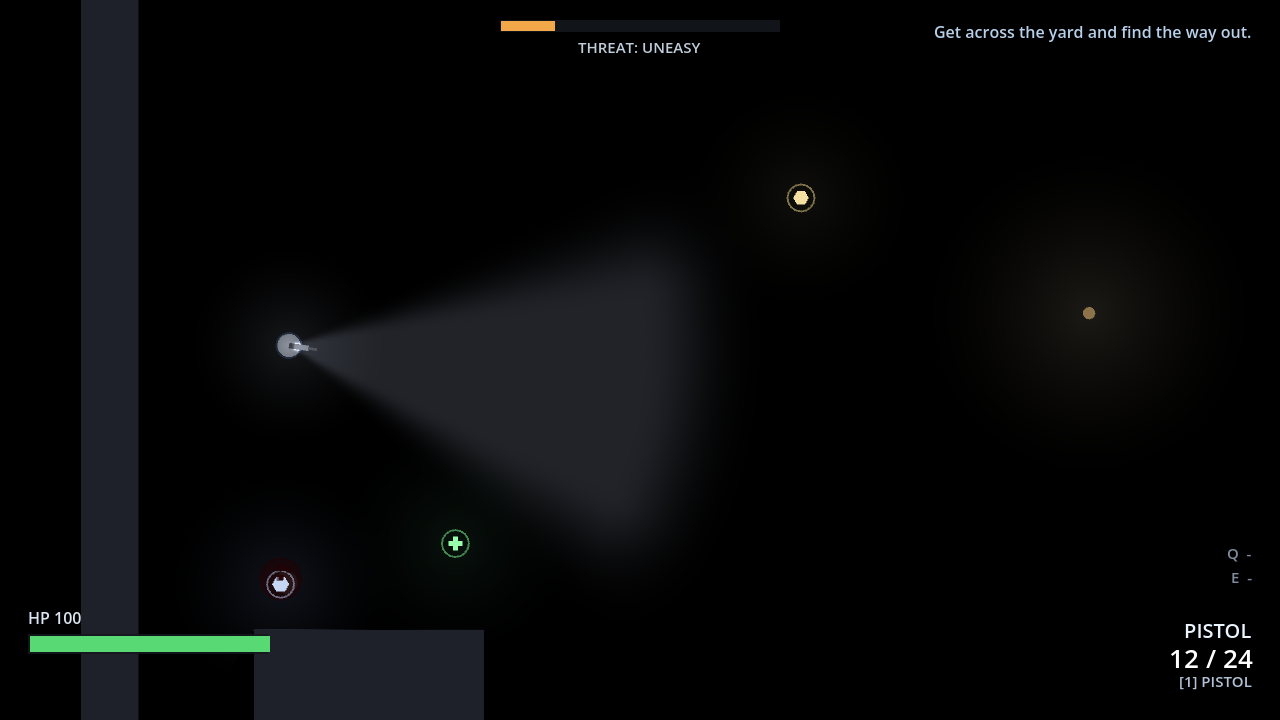 THREAT: UNEASY
Get across the yard and find the way out.
Q -
E -
HP 100
PISTOL
12 / 24
[1] PISTOL